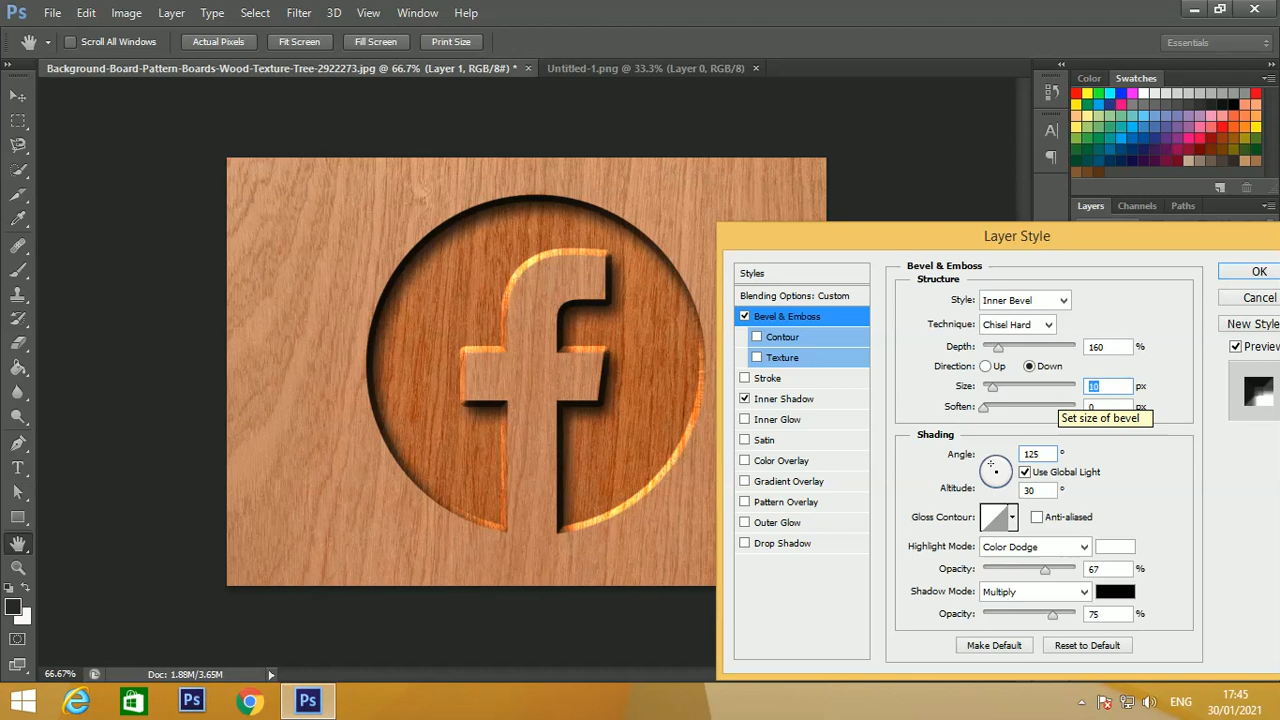 Ps File Edit Image Layer Type Select Filter 3D View Window Help
Scroll All Windows Actual Pixels Fit Screen Fill Screen Print Size Essentials
Background-Board-Pattern-Boards-Wood-Texture-Tree-2922273.jpg @ 66.7% (Layer 1, RGB/8#) * Untitled-1.png @ 33.3% (Layer 0, RGB/8)
Color Swatches
Layers Channels Paths
Layer Style
Styles
Blending Options: Custom
Bevel & Emboss
Contour
Texture
Stroke
Inner Shadow
Inner Glow
Satin
Color Overlay
Gradient Overlay
Pattern Overlay
Outer Glow
Drop Shadow
Bevel & Emboss
Structure
Style: Inner Bevel
Technique: Chisel Hard
Depth: 160 %
Direction: Up Down
Size: 10 px
Soften: 0 px
Set size of bevel
Shading
Angle: 125 °
Use Global Light
Altitude: 30 °
Gloss Contour: Anti-aliased
Highlight Mode: Color Dodge
Opacity: 67 %
Shadow Mode: Multiply
Opacity: 75 %
Make Default Reset to Default
OK
Cancel
New Style
Preview
f
66.67% Doc: 1.88M/3.65M
Ps Ps ENG 17:45
30/01/2021